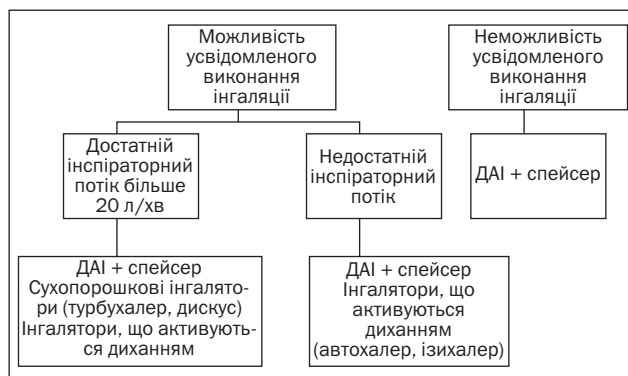 Можливість
усвідомленого
виконання
інгаляції
Неможливість
усвідомленого
виконання
інгаляції
Достатній
інспіраторний
потік більше
20 л/хв
Недостатній
інспіраторний
потік
ДАІ + спейсер
ДАІ + спейсер
Сухопорошкові інгалято-
ри (турбухалер, дискус)
Інгалятори, що активують-
ся диханням
ДАІ + спейсер
Інгалятори, що
активуються
диханням
(автохалер, ізихалер)